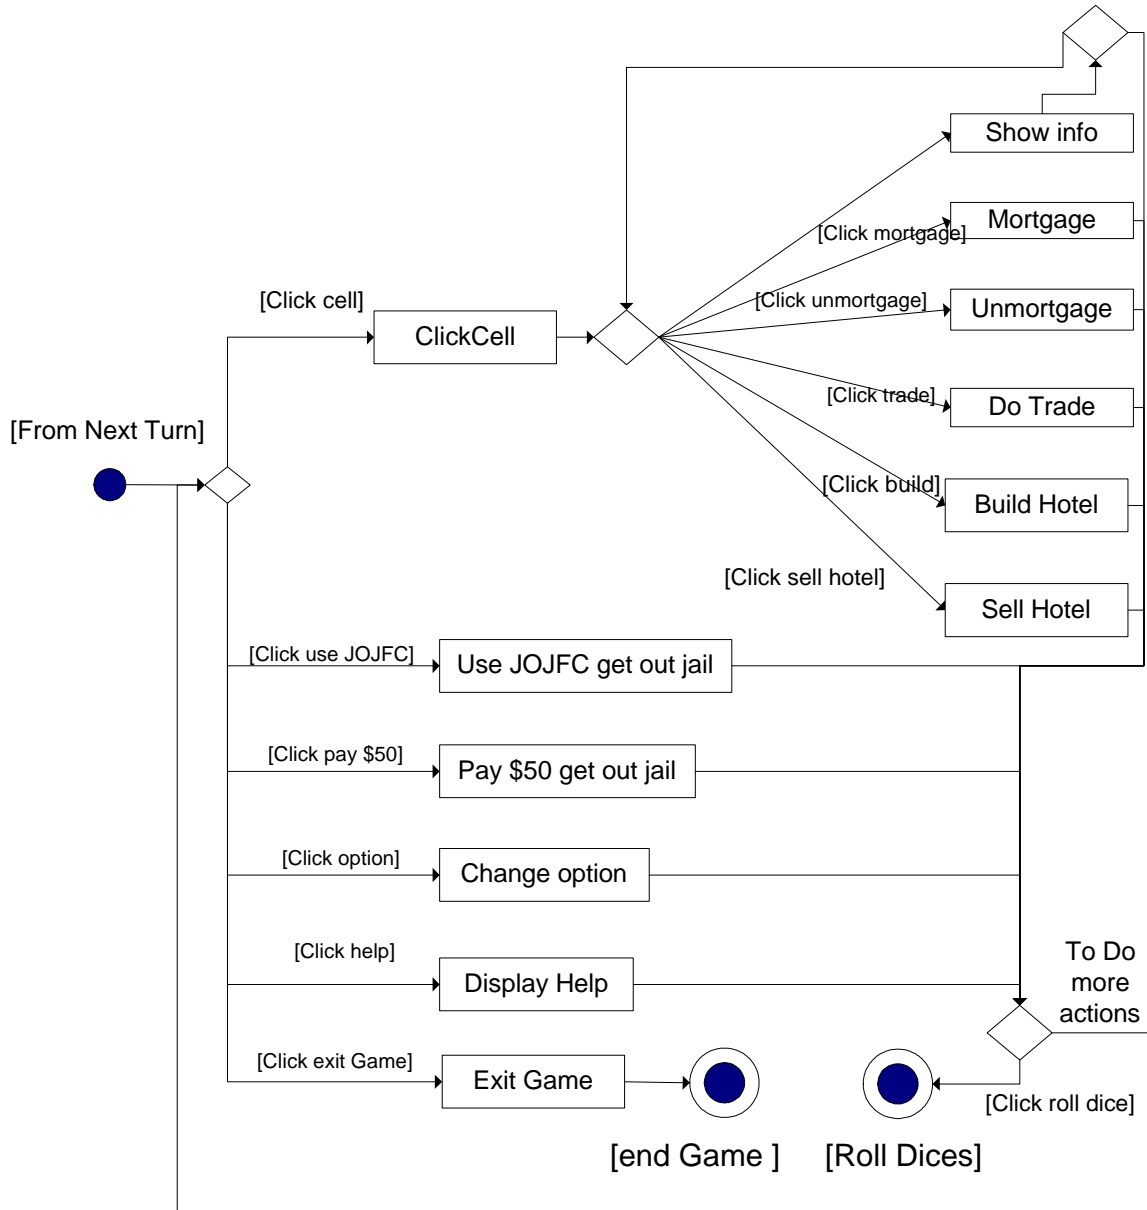 Show info
[Click mortgage]
Mortgage
[Click cell]
[Click unmortgage]
Unmortgage
ClickCell
[Click trade]
Do Trade
[From Next Turn]
[Click build]
Build Hotel
[Click sell hotel]
Sell Hotel
[Click use JOJFC]
Use JOJFC get out jail
[Click pay $50]
Pay $50 get out jail
[Click option]
Change option
[Click help]
Display Help
To Do
more
actions
[Click exit Game]
Exit Game
[Click roll dice]
[end Game ]
[Roll Dices]